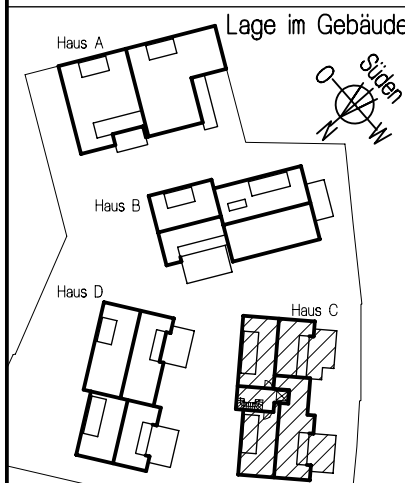 Lage im Gebäude
Haus A
Süden
O
N
W
Haus B
Haus D
Haus C